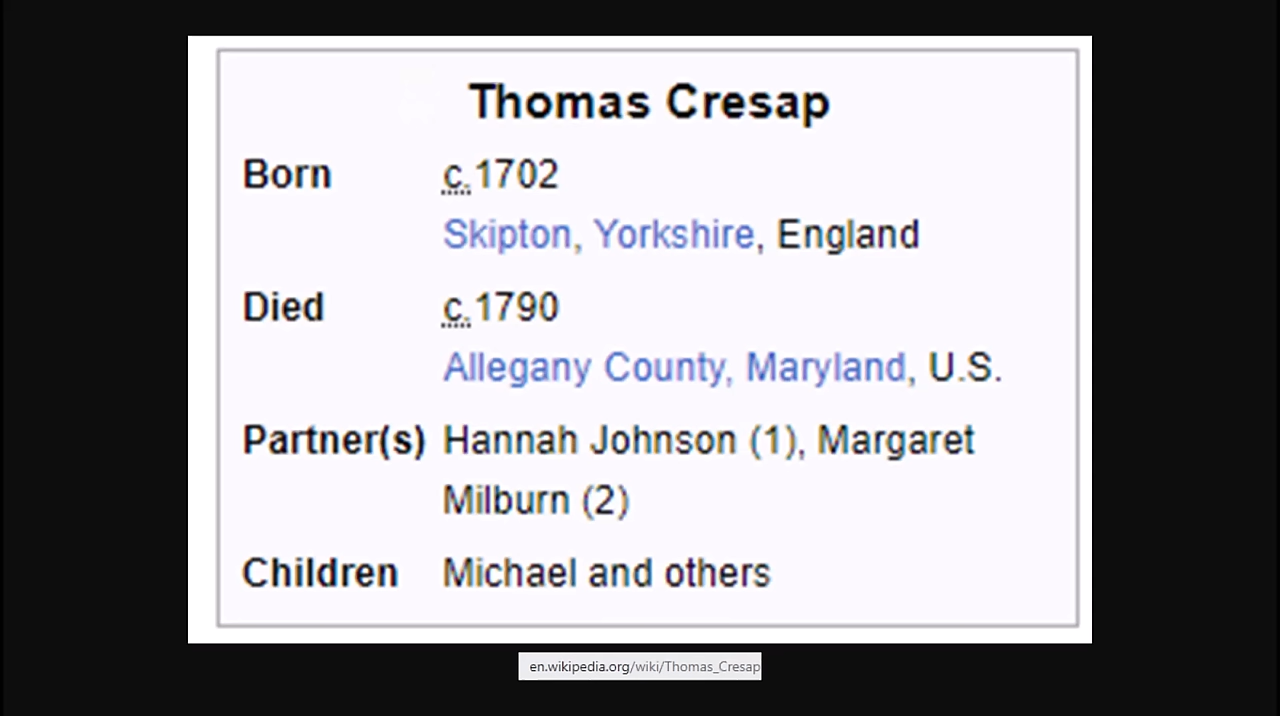 Thomas Cresap
Born c. 1702
Skipton, Yorkshire, England
Died c. 1790
Allegany County, Maryland, U.S.
Partner(s) Hannah Johnson (1), Margaret
Milburn (2)
Children Michael and others
en.wikipedia.org/wiki/Thomas_Cresap